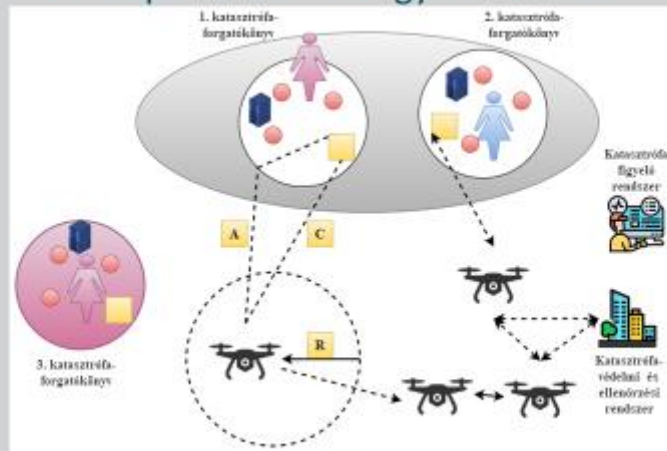 1. katasztrófa-
forgatókönyv
2. katasztrófa-
forgatókönyv
Katasztrófa
figyelő
rendszer
A
C
R
3. katasztrófa-
forgatókönyv
Katasztrófa-
védelmi és
ellenőrzési
rendszer